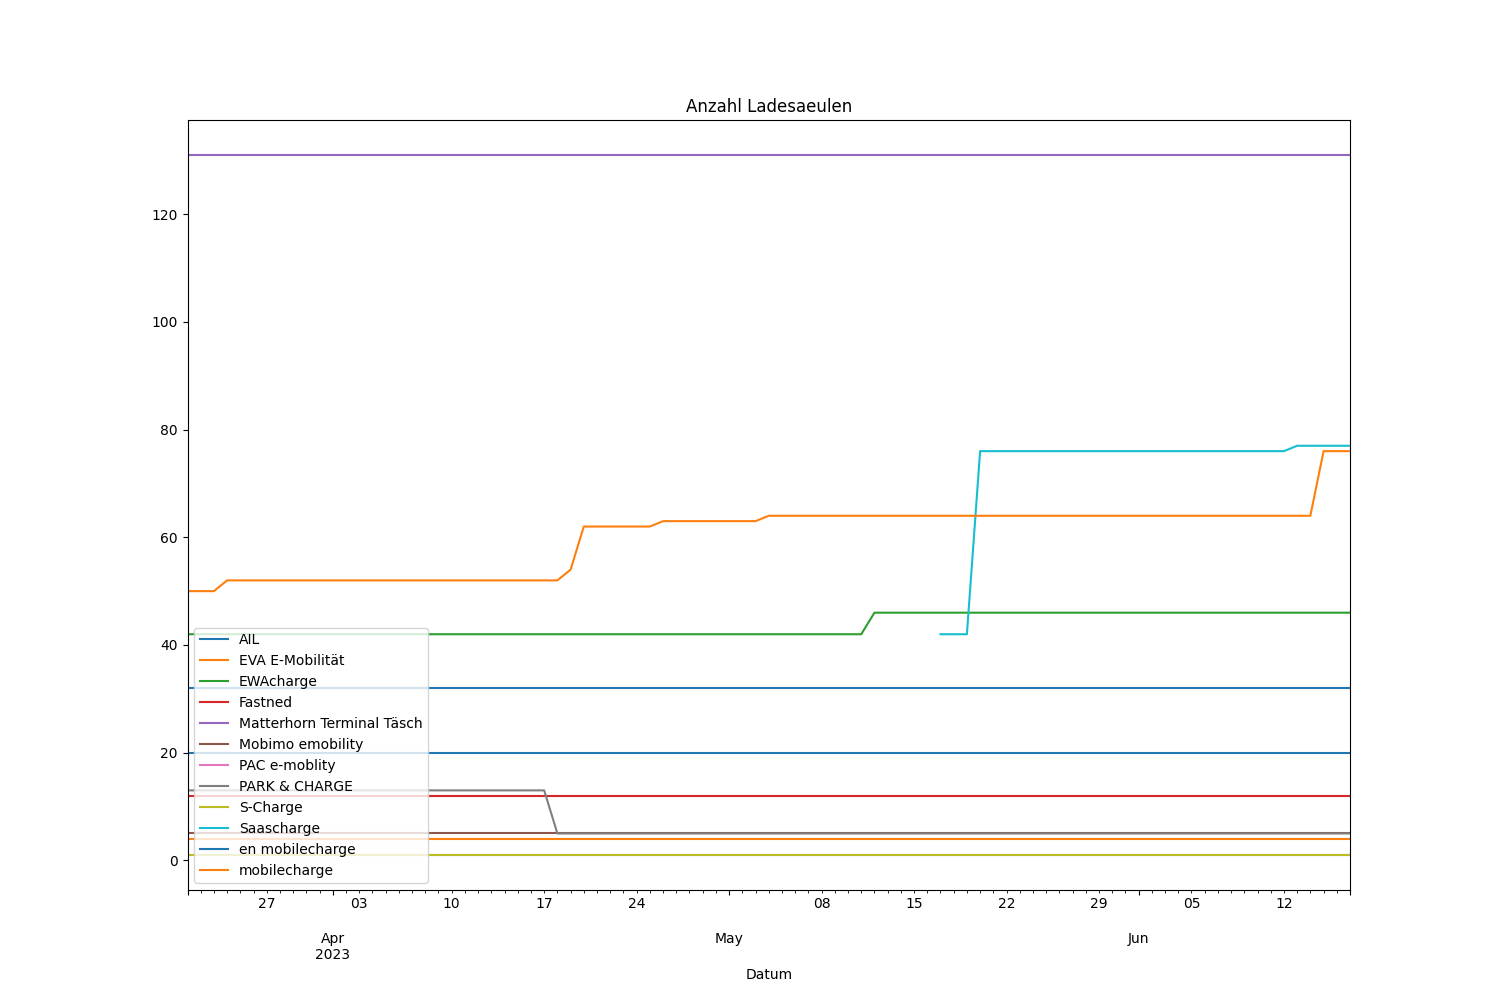 Anzahl Ladesaeulen
120
100
80
60
40
20
0
AIL
EVA E-Mobilität
EWAcharge
Fastned
Matterhorn Terminal Täsch
Mobimo emobility
PAC e-moblity
PARK & CHARGE
S-Charge
Saascharge
en mobilecharge
mobilecharge
27 03 10 17 24 08 15 22 29 05 12
Apr May Jun
2023
Datum